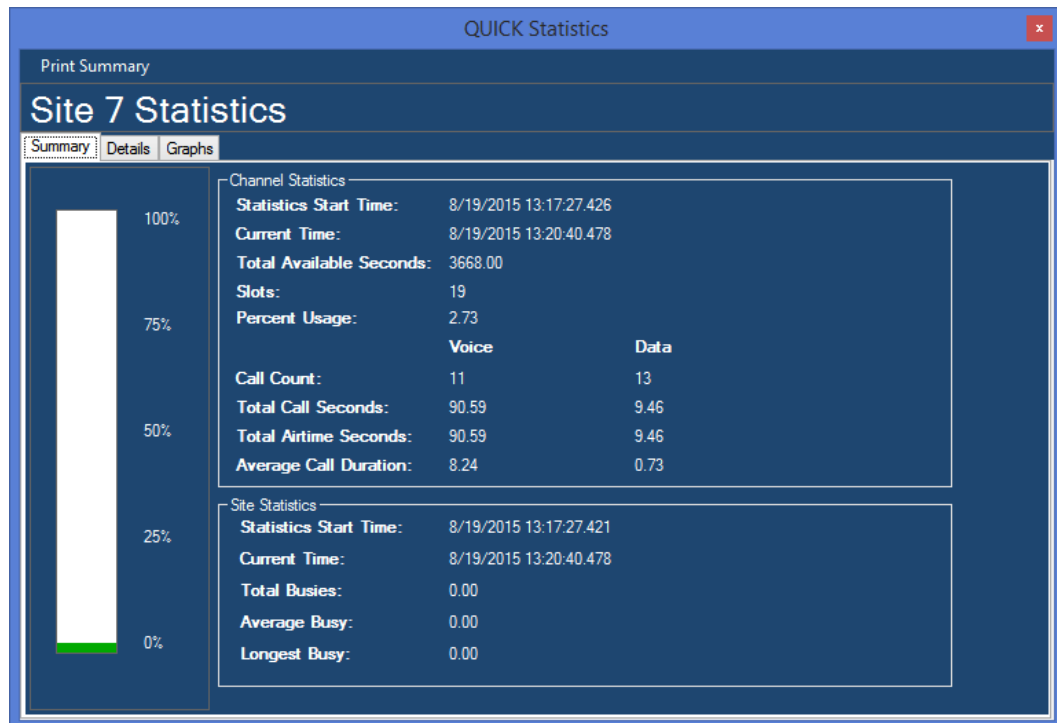 QUICK Statistics
x
Print Summary
Site 7 Statistics
Summary Details Graphs
100%
75%
50%
25%
0%
Channel Statistics
Statistics Start Time: 8/19/2015 13:17:27.426
Current Time: 8/19/2015 13:20:40.478
Total Available Seconds: 3668.00
Slots: 19
Percent Usage: 2.73
Voice Data
Call Count: 11 13
Total Call Seconds: 90.59 9.46
Total Airtime Seconds: 90.59 9.46
Average Call Duration: 8.24 0.73
Site Statistics
Statistics Start Time: 8/19/2015 13:17:27.421
Current Time: 8/19/2015 13:20:40.478
Total Busies: 0.00
Average Busy: 0.00
Longest Busy: 0.00